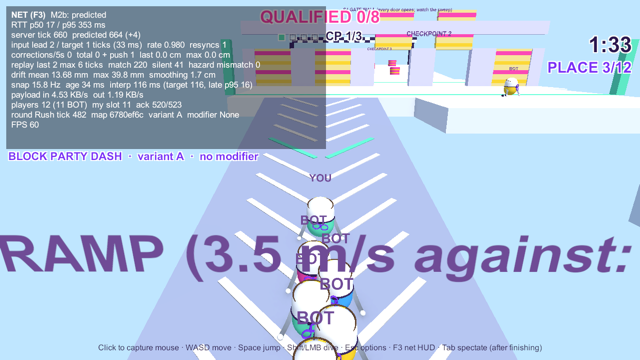 NET (F3) M2b: predicted
RTT p50 17 / p95 353 ms
server tick 660 predicted 664 (+4)
input lead 2 / target 1 ticks (33 ms) rate 0.980 resyncs 1
corrections/5s 0 total 0 + push 1 last 0.0 cm max 0.0 cm
replay last 2 max 6 ticks match 220 silent 41 hazard mismatch 0
drift mean 13.68 mm max 39.8 mm smoothing 1.7 cm
snap 15.8 Hz age 34 ms interp 116 ms (target 116, late p95 16)
payload in 4.53 KB/s out 1.19 KB/s
players 12 (11 BOT) my slot 11 ack 520/523
round Rush tick 482 map 6780ef6c variant A modifier None
FPS 60
QUALIFIED 0/8
CP 1/3
CHECKPOINT 2
1:33
PLACE 3/12
BOT
BLOCK PARTY DASH · variant A · no modifier
YOU
BOT
BOT
BOT
RAMP (3.5 m/s against:
BOT
BOT
Click to capture mouse · WASD move · Space jump · Shift/LMB dive · Esc options · F3 net HUD · Tab spectate (after finishing)